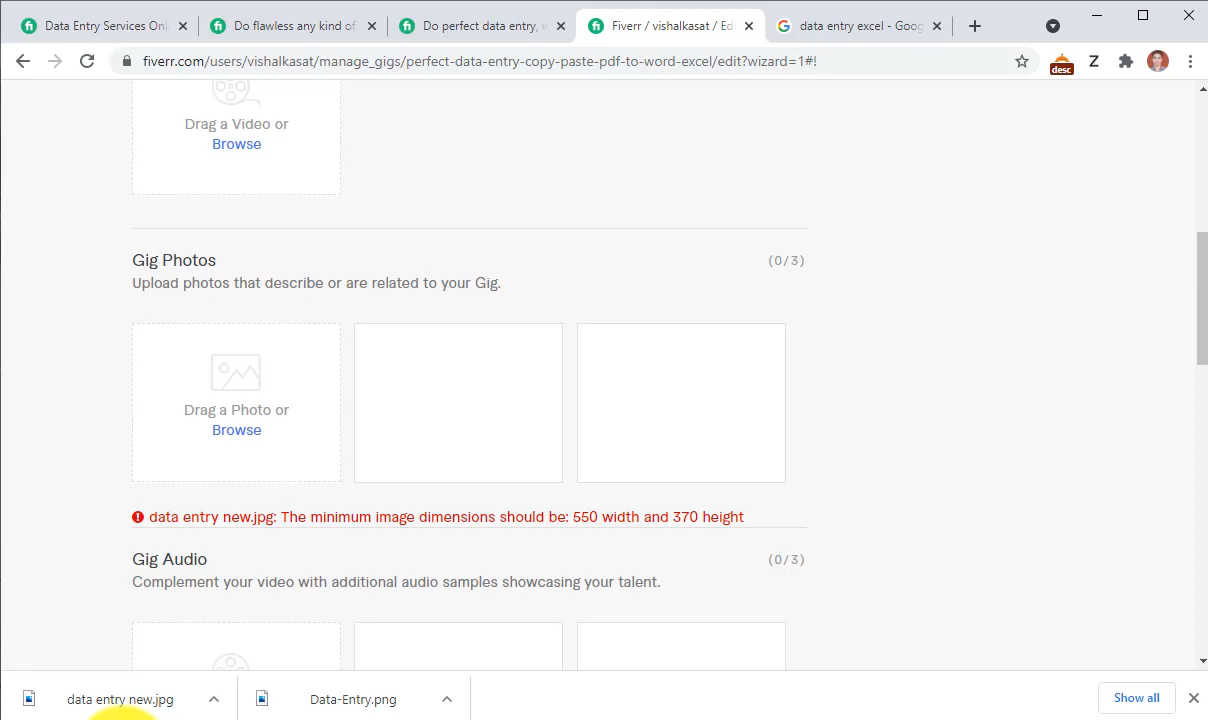 Data Entry Services Onl
Do flawless any kind of
Do perfect data entry, w
Fiverr / vishalkasat / Ed
data entry excel - Goog
fiverr.com/users/vishalkasat/manage_gigs/perfect-data-entry-copy-paste-pdf-to-word-excel/edit?wizard=1#!
desc
Z
Drag a Video or
Browse
Gig Photos
(0/3)
Upload photos that describe or are related to your Gig.
Drag a Photo or
Browse
data entry new.jpg: The minimum image dimensions should be: 550 width and 370 height
Gig Audio
(0/3)
Complement your video with additional audio samples showcasing your talent.
data entry new.jpg
Data-Entry.png
Show all